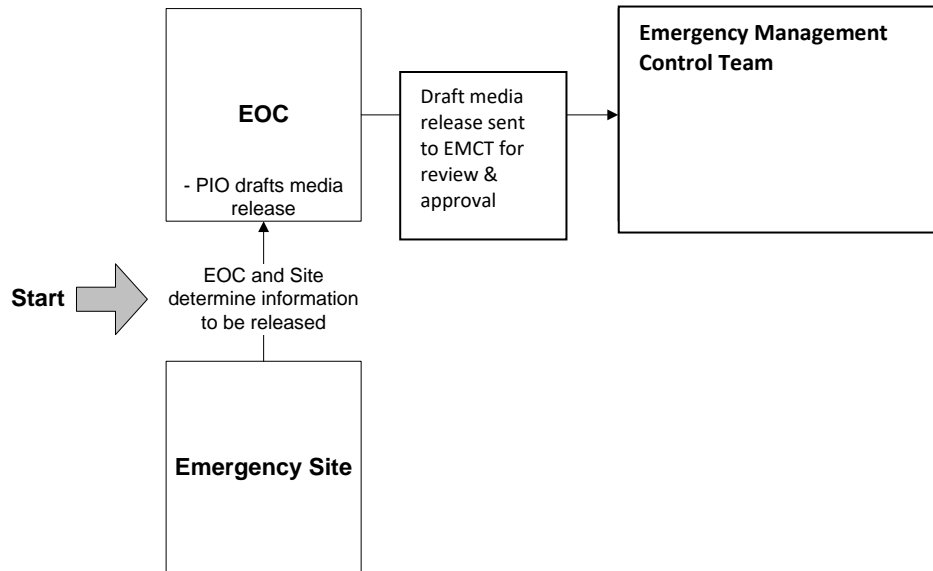 Start
EOC and Site
determine information
to be released
Emergency Site
EOC
- PIO drafts media
release
Draft media
release sent
to EMCT for
review &
approval
Emergency Management
Control Team